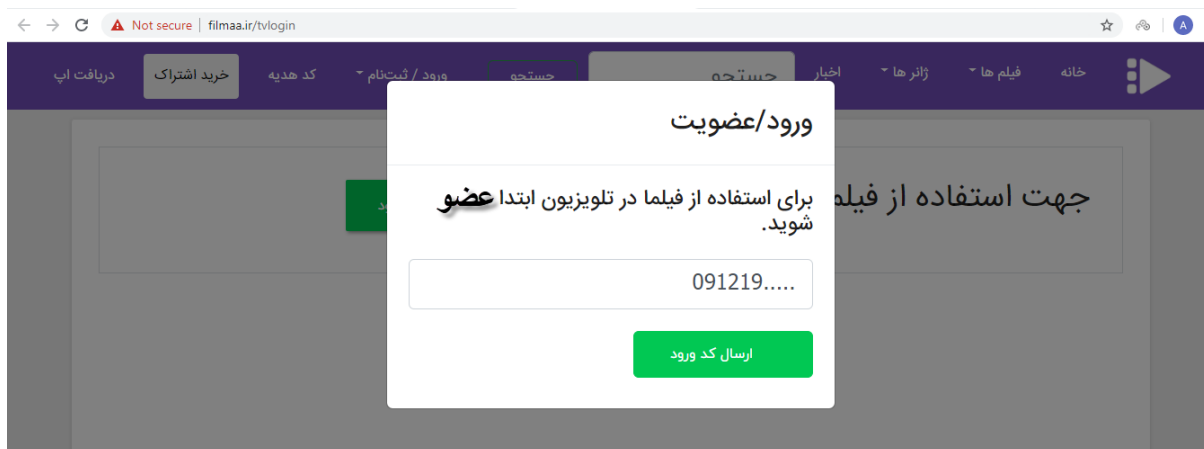 Not secure | filmaa.ir/tvlogin
A
خانه فیلم ها ژانر ها اخبار جستجو جستجو ورود / ثبت‌نام کد هدیه خرید اشتراک دریافت اپ
ورود/عضویت
جهت استفاده از
برای استفاده از فیلما در تلویزیون ابتدا عضو
شوید.
091219.....
ارسال کد ورود